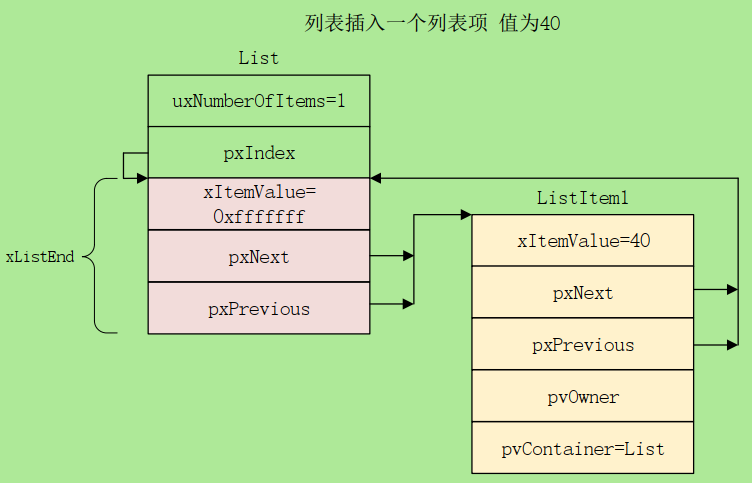 列表插入一个列表项 值为40
List
uxNumberOfItems=1
pxIndex
xItemValue=
0xfffffff
pxNext
pxPrevious
xListEnd
ListItem1
xItemValue=40
pxNext
pxPrevious
pvOwner
pvContainer=List